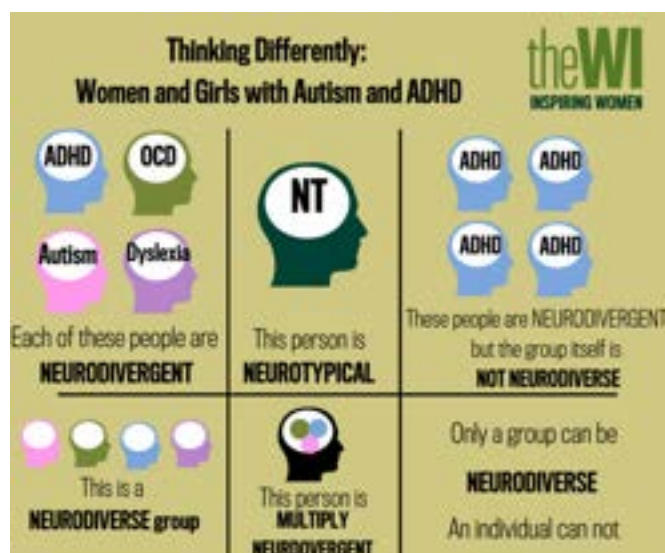 Thinking Differently:
Women and Girls with Autism and ADHD
theWI
INSPIRING WOMEN
ADHD
OCD
Autism
Dyslexia
Each of these people are
NEURODIVERGENT
NT
This person is
NEUROTYPICAL
ADHD
ADHD
ADHD
ADHD
These people are NEURODIVERGENT
but the group itself is
NOT NEURODIVERSE
This is a
NEURODIVERSE group
This person is
MULTIPLY
NEURODIVERGENT
Only a group can be
NEURODIVERSE
An individual can not